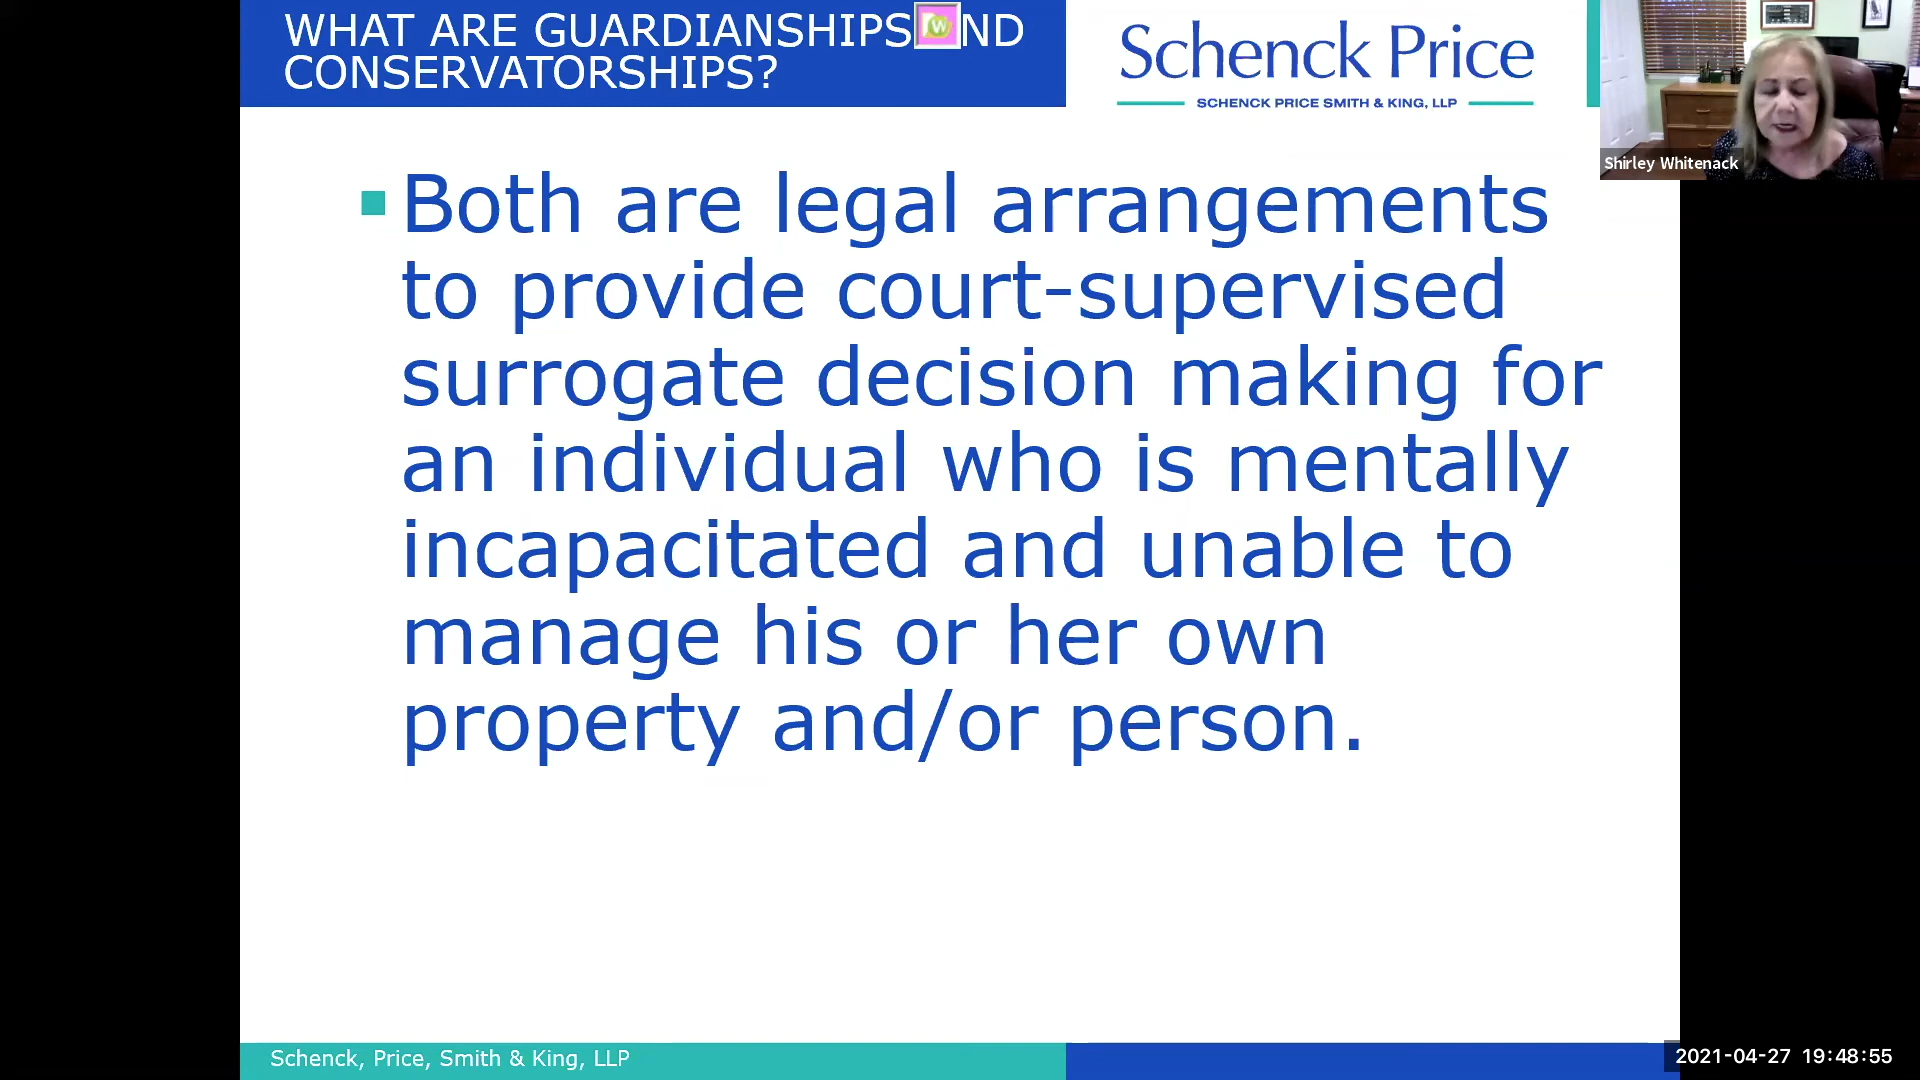 WHAT ARE GUARDIANSHIPS ND
CONSERVATORSHIPS?
Schenck Price
SCHENCK PRICE SMITH & KING, LLP
Shirley Whitenack
Both are legal arrangements
to provide court-supervised
surrogate decision making for
an individual who is mentally
incapacitated and unable to
manage his or her own
property and/or person.
Schenck, Price, Smith & King, LLP
2021-04-27 19:48:55